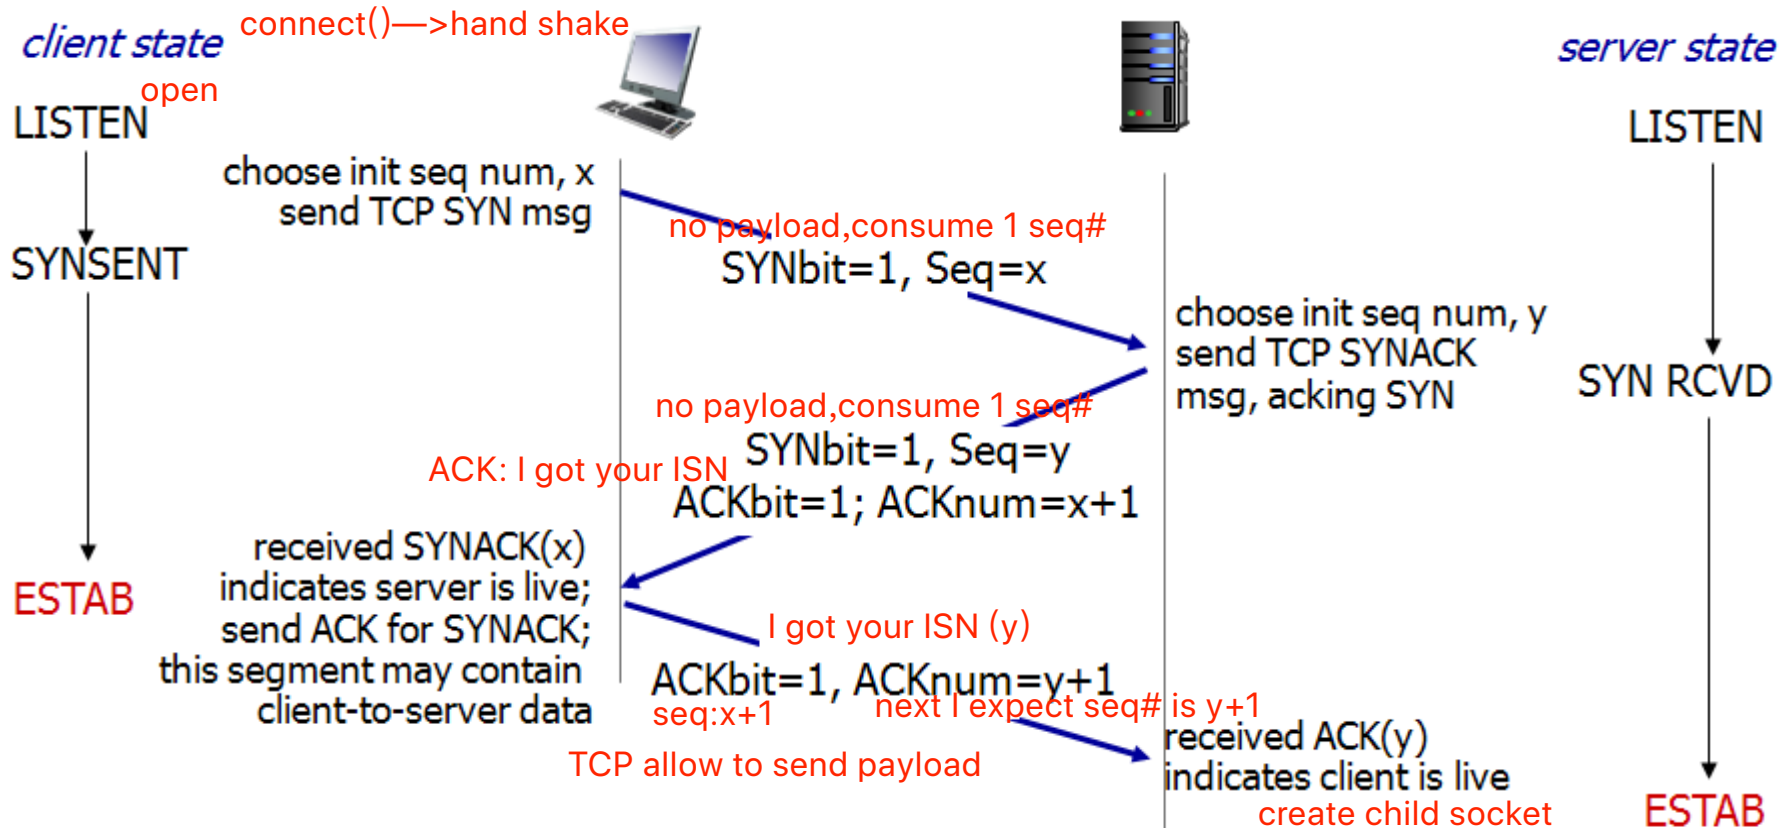 connect()—>hand shake
client state
server state
open
LISTEN
LISTEN
choose init seq num, x
send TCP SYN msg
no payload,consume 1 seq#
SYNSENT
SYNbit=1, Seq=x
choose init seq num, y
send TCP SYNACK
msg, acking SYN
SYN RCVD
no payload,consume 1 seq#
SYNbit=1, Seq=y
ACK: I got your ISN
ACKbit=1; ACKnum=x+1
received SYNACK(x)
indicates server is live;
send ACK for SYNACK;
this segment may contain
client-to-server data
ESTAB
I got your ISN (y)
ACKbit=1, ACKnum=y+1
seq:x+1
next I expect seq# is y+1
TCP allow to send payload
received ACK(y)
indicates client is live
create child socket
ESTAB